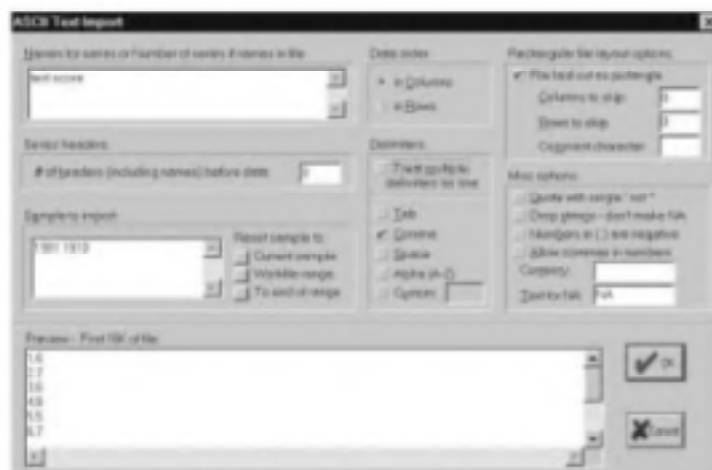 ASCII Text Import
Names for series or Number of series if names in file
test score
Data order
in Columns
in Rows
Rectangular file layout options:
File laid out as rectangle
Columns to skip:
Rows to skip:
Comment character:
Series headers:
# of headers (including names) before data:
Delimiters:
Treat multiple
delimiters as one
Tab
Comma
Space
Alpha (A-Z)
Custom:
Misc options:
Quote with single ' not "
Drop strings - don't make NA
Numbers in ( ) are negative
Allow commas in numbers
Currency:
Text for NA: NA
Sample to import
Reset sample to:
Current sample
Workfile range
To end of range
Preview - First 16K of file:
1,6
2,7
3,6
4,8
5,5
6,7
OK
Cancel